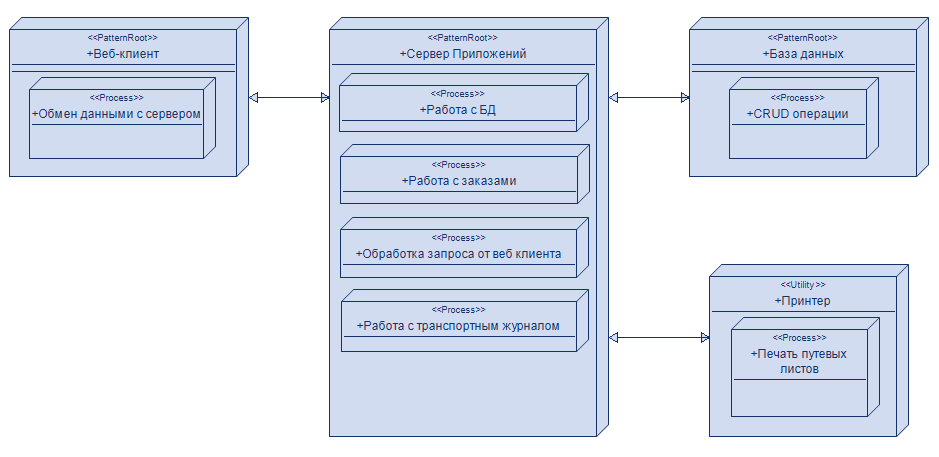 <<PatternRoot>>
+Веб-клиент
<<Process>>
+Обмен данными с сервером
<<PatternRoot>>
+Сервер Приложений
<<Process>>
+Работа с БД
<<Process>>
+Работа с заказами
<<Process>>
+Обработка запроса от веб клиента
<<Process>>
+Работа с транспортным журналом
<<PatternRoot>>
+База данных
<<Process>>
+CRUD операции
<<Utility >>
+Принтер
<<Process>>
+Печать путевых
листов